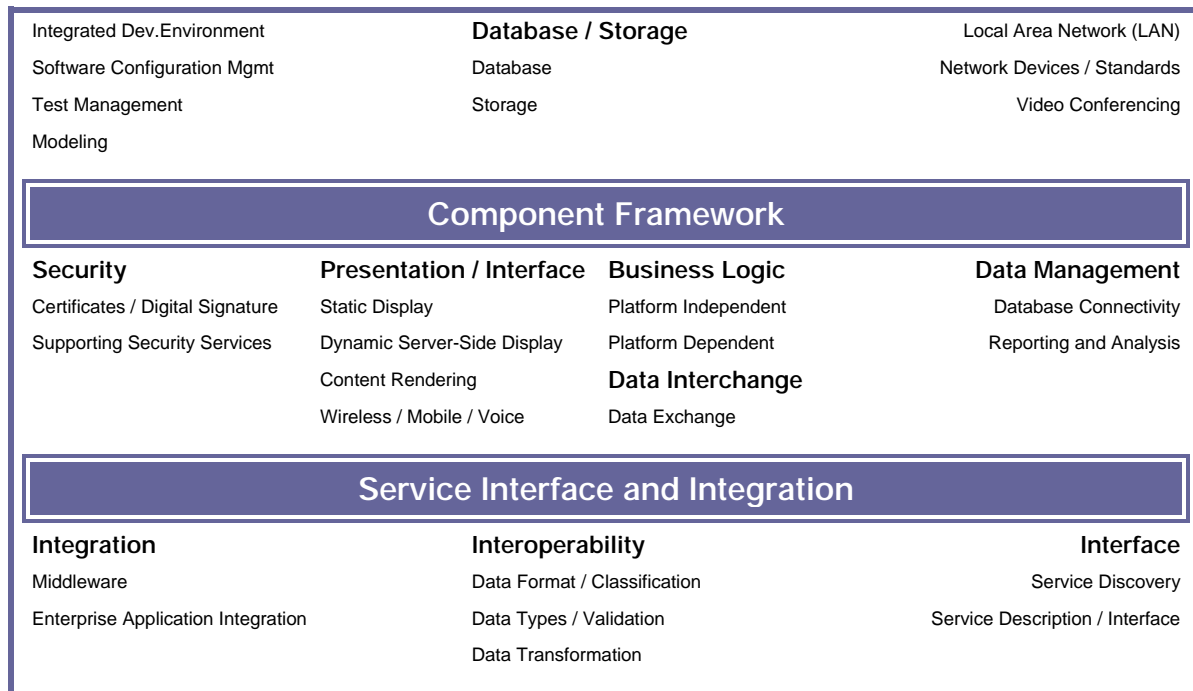 Integrated Dev.Environment
Software Configuration Mgmt
Test Management
Modeling
Database / Storage
Database
Storage
Local Area Network (LAN)
Network Devices / Standards
Video Conferencing
Component Framework
Security
Certificates / Digital Signature
Supporting Security Services
Presentation / Interface
Static Display
Dynamic Server-Side Display
Content Rendering
Wireless / Mobile / Voice
Business Logic
Platform Independent
Platform Dependent
Data Interchange
Data Exchange
Data Management
Database Connectivity
Reporting and Analysis
Service Interface and Integration
Integration
Middleware
Enterprise Application Integration
Interoperability
Data Format / Classification
Data Types / Validation
Data Transformation
Interface
Service Discovery
Service Description / Interface